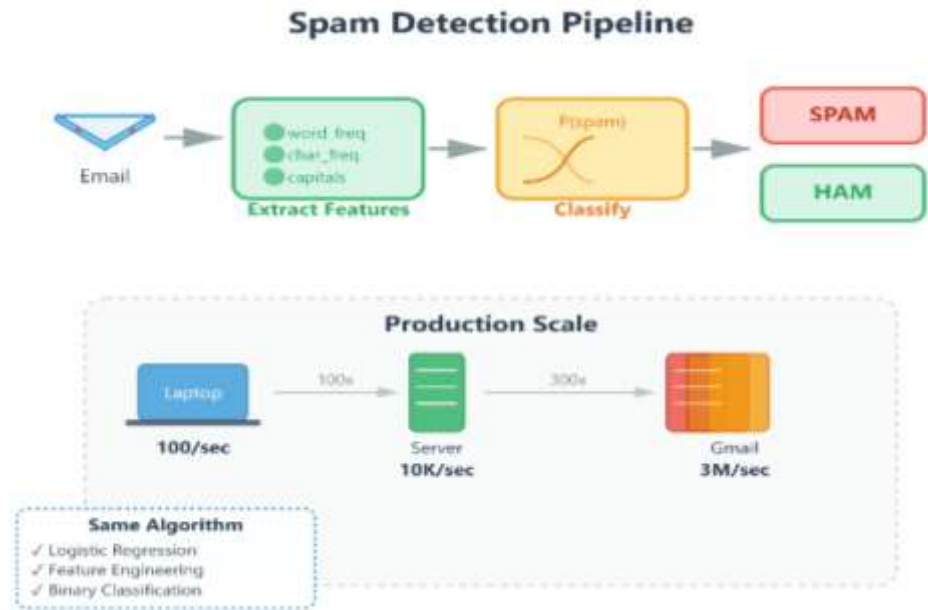 Spam Detection Pipeline
Email
word_freq
char_freq
capitals
Extract Features
P(spam)
Classify
SPAM
HAM
Production Scale
Laptop
100/sec
100x
Server
10K/sec
300x
Gmail
3M/sec
Same Algorithm
✓ Logistic Regression
✓ Feature Engineering
✓ Binary Classification